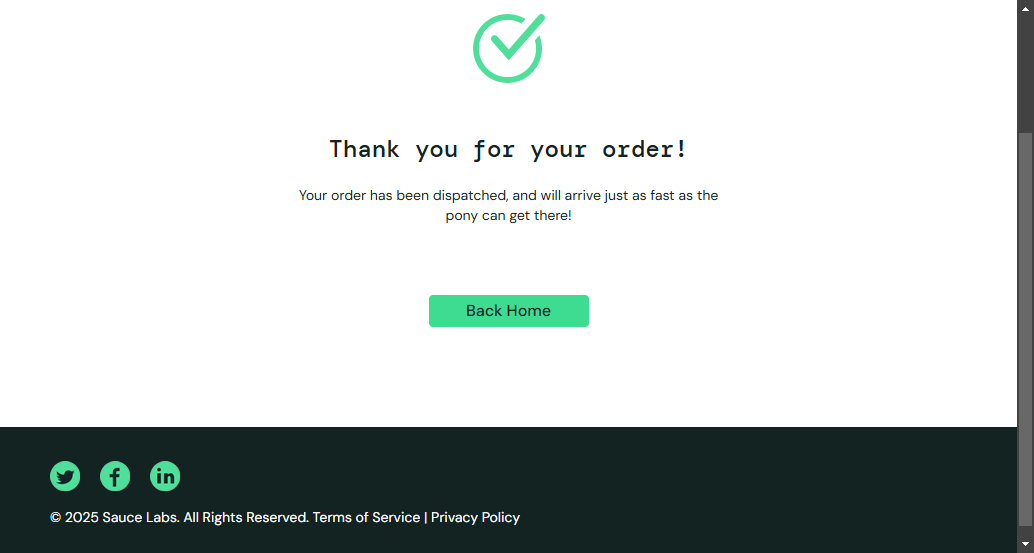 Thank you for your order!
Your order has been dispatched, and will arrive just as fast as the
pony can get there!
Back Home
© 2025 Sauce Labs. All Rights Reserved. Terms of Service | Privacy Policy